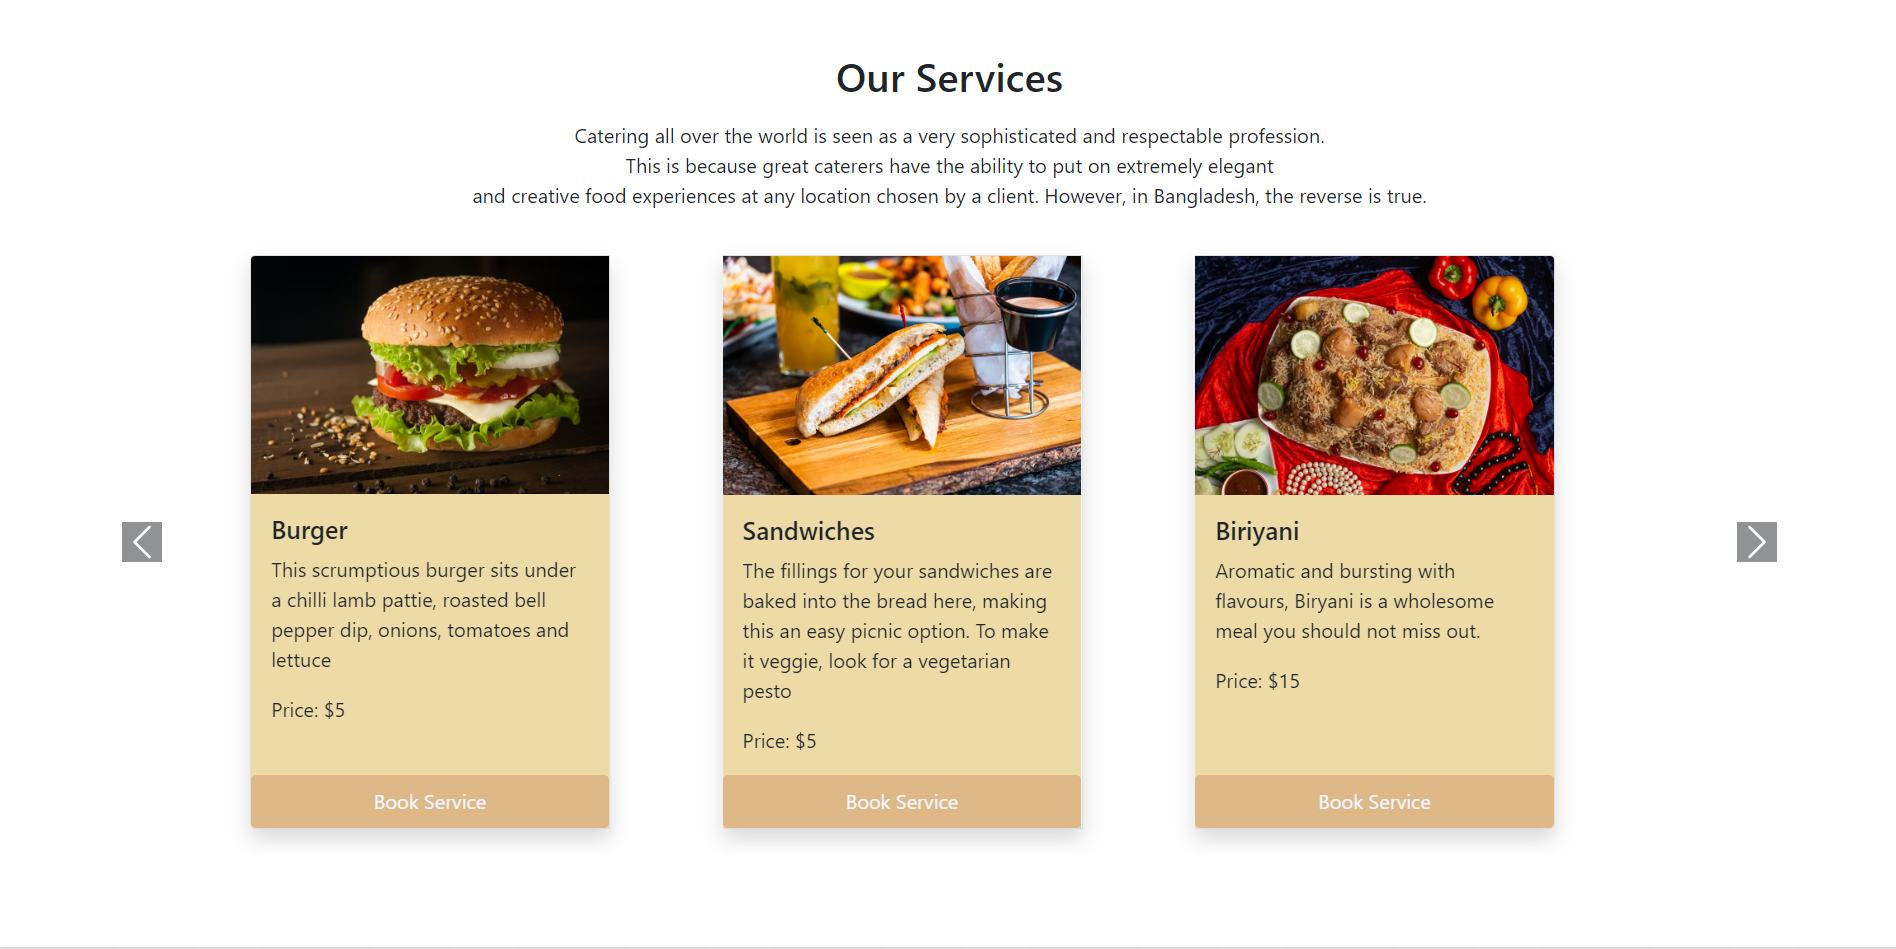 Our Services
Catering all over the world is seen as a very sophisticated and respectable profession.
This is because great caterers have the ability to put on extremely elegant
and creative food experiences at any location chosen by a client. However, in Bangladesh, the reverse is true.
Burger
This scrumptious burger sits under
a chilli lamb pattie, roasted bell
pepper dip, onions, tomatoes and
lettuce
Price: $5
Book Service
Sandwiches
The fillings for your sandwiches are
baked into the bread here, making
this an easy picnic option. To make
it veggie, look for a vegetarian
pesto
Price: $5
Book Service
Biriyani
Aromatic and bursting with
flavours, Biryani is a wholesome
meal you should not miss out.
Price: $15
Book Service